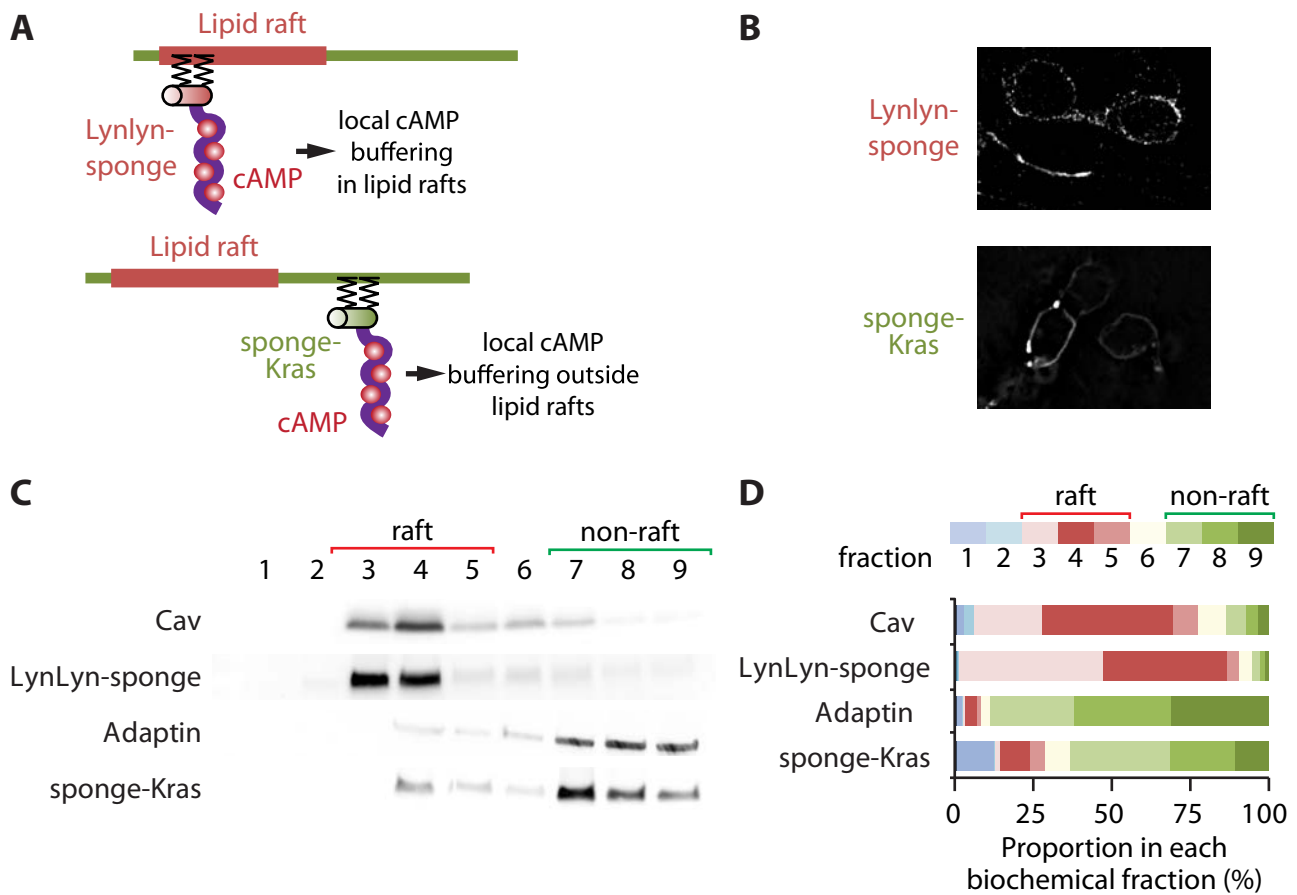 A
Lipid raft
Lynlyn-
sponge
cAMP
local cAMP
buffering
in lipid rafts
Lipid raft
sponge-
Kras
cAMP
local cAMP
buffering outside
lipid rafts
B
Lynlyn-
sponge
sponge-
Kras
C
raft
non-raft
1 2 3 4 5 6 7 8 9
Cav
LynLyn-sponge
Adaptin
sponge-Kras
D
raft
non-raft
fraction 1 2 3 4 5 6 7 8 9
Cav
LynLyn-sponge
Adaptin
sponge-Kras
0 25 50 75 100
Proportion in each
biochemical fraction (%)